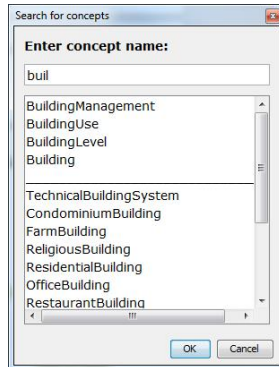 Search for concepts
Enter concept name:
buil
BuildingManagement
BuildingUse
BuildingLevel
Building
TechnicalBuildingSystem
CondominiumBuilding
FarmBuilding
ReligiousBuilding
ResidentialBuilding
OfficeBuilding
RestaurantBuilding
OK Cancel